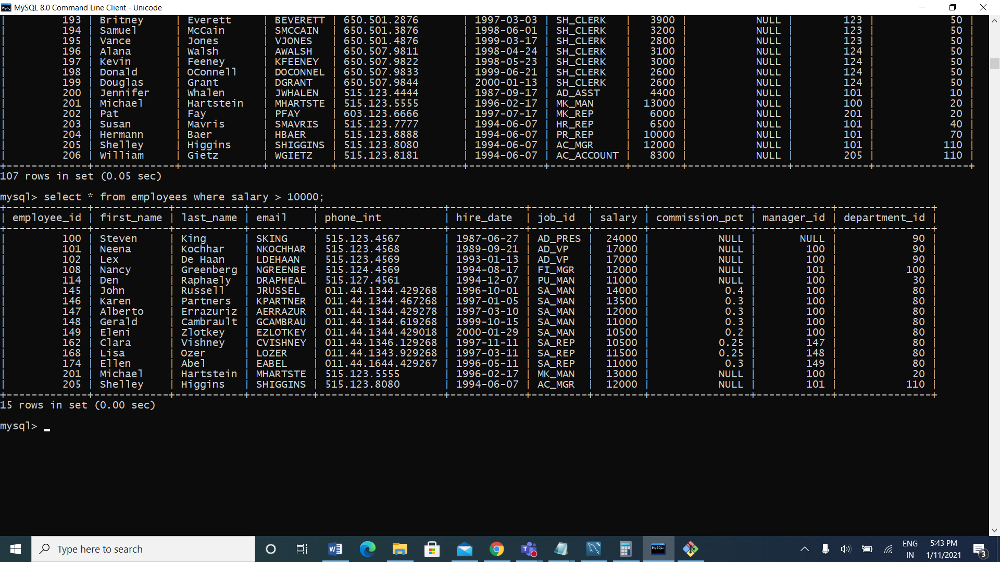 MySQL 8.0 Command Line Client - Unicode
| 193 | Britney | Everett | BEVERETT | 650.501.2876 | 1997-03-03 | SH_CLERK | 3900 | NULL | 123 | 50 |
| 194 | Samuel | McCain | SMCCAIN | 650.501.3876 | 1998-06-01 | SH_CLERK | 3200 | NULL | 123 | 50 |
| 195 | Vance | Jones | VJONES | 650.501.4876 | 1999-03-17 | SH_CLERK | 2800 | NULL | 123 | 50 |
| 196 | Alana | Walsh | AWALSH | 650.507.9811 | 1998-04-24 | SH_CLERK | 3100 | NULL | 124 | 50 |
| 197 | Kevin | Feeney | KFEENEY | 650.507.9822 | 1998-05-23 | SH_CLERK | 3000 | NULL | 124 | 50 |
| 198 | Donald | OConnell | DOCONNEL | 650.507.9833 | 1999-06-21 | SH_CLERK | 2600 | NULL | 124 | 50 |
| 199 | Douglas | Grant | DGRANT | 650.507.9844 | 2000-01-13 | SH_CLERK | 2600 | NULL | 124 | 50 |
| 200 | Jennifer | Whalen | JWHALEN | 515.123.4444 | 1987-09-17 | AD_ASST | 4400 | NULL | 101 | 10 |
| 201 | Michael | Hartstein | MHARTSTE | 515.123.5555 | 1996-02-17 | MK_MAN | 13000 | NULL | 100 | 20 |
| 202 | Pat | Fay | PFAY | 603.123.6666 | 1997-07-17 | MK_REP | 6000 | NULL | 201 | 20 |
| 203 | Susan | Mavris | SMAVRIS | 515.123.7777 | 1994-06-07 | HR_REP | 6500 | NULL | 101 | 40 |
| 204 | Hermann | Baer | HBAER | 515.123.8888 | 1994-06-07 | PR_REP | 10000 | NULL | 101 | 70 |
| 205 | Shelley | Higgins | SHIGGINS | 515.123.8080 | 1994-06-07 | AC_MGR | 12000 | NULL | 101 | 110 |
| 206 | William | Gietz | WGIETZ | 515.123.8181 | 1994-06-07 | AC_ACCOUNT | 8300 | NULL | 205 | 110 |
107 rows in set (0.05 sec)
mysql> select * from employees where salary > 10000;
| employee_id | first_name | last_name | email | phone_int | hire_date | job_id | salary | commission_pct | manager_id | department_id |
| 100 | Steven | King | SKING | 515.123.4567 | 1987-06-27 | AD_PRES | 24000 | NULL | NULL | 90 |
| 101 | Neena | Kochhar | NKOCHHAR | 515.123.4568 | 1989-09-21 | AD_VP | 17000 | NULL | 100 | 90 |
| 102 | Lex | De Haan | LDEHAAN | 515.123.4569 | 1993-01-13 | AD_VP | 17000 | NULL | 100 | 90 |
| 108 | Nancy | Greenberg | NGREENBE | 515.124.4569 | 1994-08-17 | FI_MGR | 12000 | NULL | 101 | 100 |
| 114 | Den | Raphaely | DRAPHEAL | 515.127.4561 | 1994-12-07 | PU_MAN | 11000 | NULL | 100 | 30 |
| 145 | John | Russell | JRUSSEL | 011.44.1344.429268 | 1996-10-01 | SA_MAN | 14000 | 0.4 | 100 | 80 |
| 146 | Karen | Partners | KPARTNER | 011.44.1344.467268 | 1997-01-05 | SA_MAN | 13500 | 0.3 | 100 | 80 |
| 147 | Alberto | Errazuriz | AERRAZUR | 011.44.1344.429278 | 1997-03-10 | SA_MAN | 12000 | 0.3 | 100 | 80 |
| 148 | Gerald | Cambrault | GCAMBRAU | 011.44.1344.619268 | 1999-10-15 | SA_MAN | 11000 | 0.3 | 100 | 80 |
| 149 | Eleni | Zlotkey | EZLOTKEY | 011.44.1344.429018 | 2000-01-29 | SA_MAN | 10500 | 0.2 | 100 | 80 |
| 162 | Clara | Vishney | CVISHNEY | 011.44.1346.129268 | 1997-11-11 | SA_REP | 10500 | 0.25 | 147 | 80 |
| 168 | Lisa | Ozer | LOZER | 011.44.1343.929268 | 1997-03-11 | SA_REP | 11500 | 0.25 | 148 | 80 |
| 174 | Ellen | Abel | EABEL | 011.44.1644.429267 | 1996-05-11 | SA_REP | 11000 | 0.3 | 149 | 80 |
| 201 | Michael | Hartstein | MHARTSTE | 515.123.5555 | 1996-02-17 | MK_MAN | 13000 | NULL | 100 | 20 |
| 205 | Shelley | Higgins | SHIGGINS | 515.123.8080 | 1994-06-07 | AC_MGR | 12000 | NULL | 101 | 110 |
15 rows in set (0.00 sec)
mysql> _
Type here to search
ENG
IN
5:43 PM
1/11/2021
3